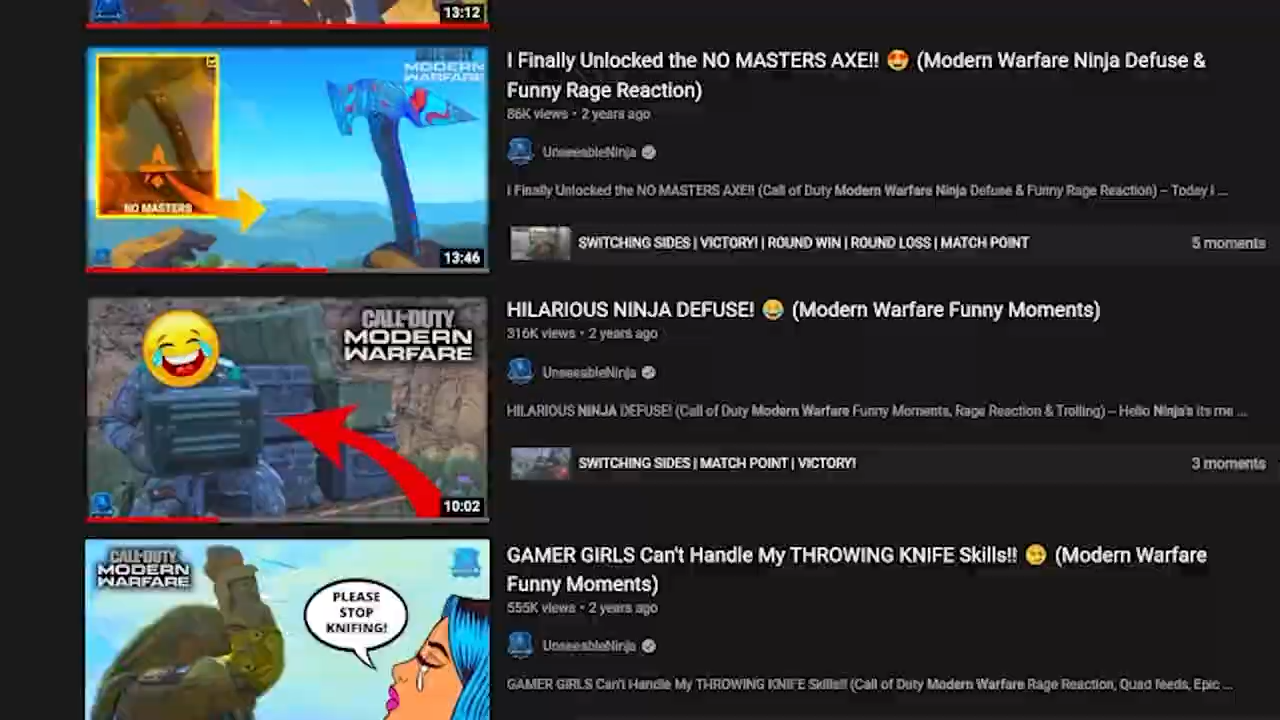 13:12
CALL OF DUTY
MODERN
WARFARE
NO MASTERS
13:46
I Finally Unlocked the NO MASTERS AXE!! 😍 (Modern Warfare Ninja Defuse &
Funny Rage Reaction)
86K views • 2 years ago
UnseeableNinja
I Finally Unlocked the NO MASTERS AXE!! (Call of Duty Modern Warfare Ninja Defuse & Funny Rage Reaction) – Today I ...
SWITCHING SIDES | VICTORY! | ROUND WIN | ROUND LOSS | MATCH POINT
5 moments
CALL OF DUTY
MODERN
WARFARE
10:02
HILARIOUS NINJA DEFUSE! 😂 (Modern Warfare Funny Moments)
316K views • 2 years ago
UnseeableNinja
HILARIOUS NINJA DEFUSE! (Call of Duty Modern Warfare Funny Moments, Rage Reaction & Trolling) – Hello Ninja's its me ...
SWITCHING SIDES | MATCH POINT | VICTORY!
3 moments
CALL OF DUTY
MODERN
WARFARE
PLEASE
STOP
KNIFING!
GAMER GIRLS Can't Handle My THROWING KNIFE Skills!! 🥴 (Modern Warfare
Funny Moments)
555K views • 2 years ago
UnseeableNinja
GAMER GIRLS Can't Handle My THROWING KNIFE Skills!! (Call of Duty Modern Warfare Rage Reaction, Quad feeds, Epic ...